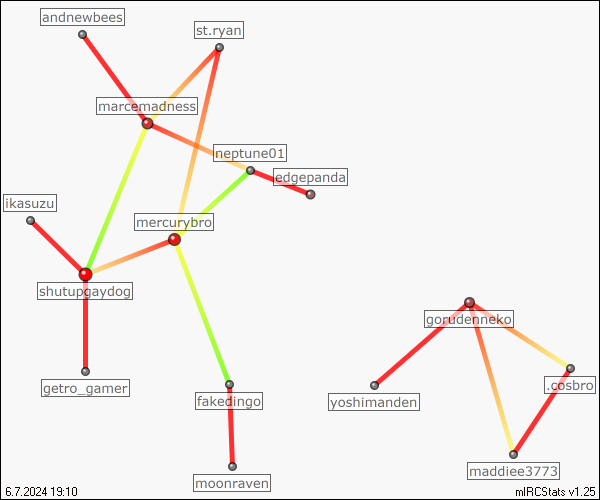 andnewbees
st.ryan
marcemadness
neptune01
edgepanda
ikasuzu
mercurybro
shutupgaydog
gorudenneko
getro_gamer
fakedingo
yoshimanden
.cosbro
maddiee3773
moonraven
6.7.2024 19:10
mIRCStats v1.25